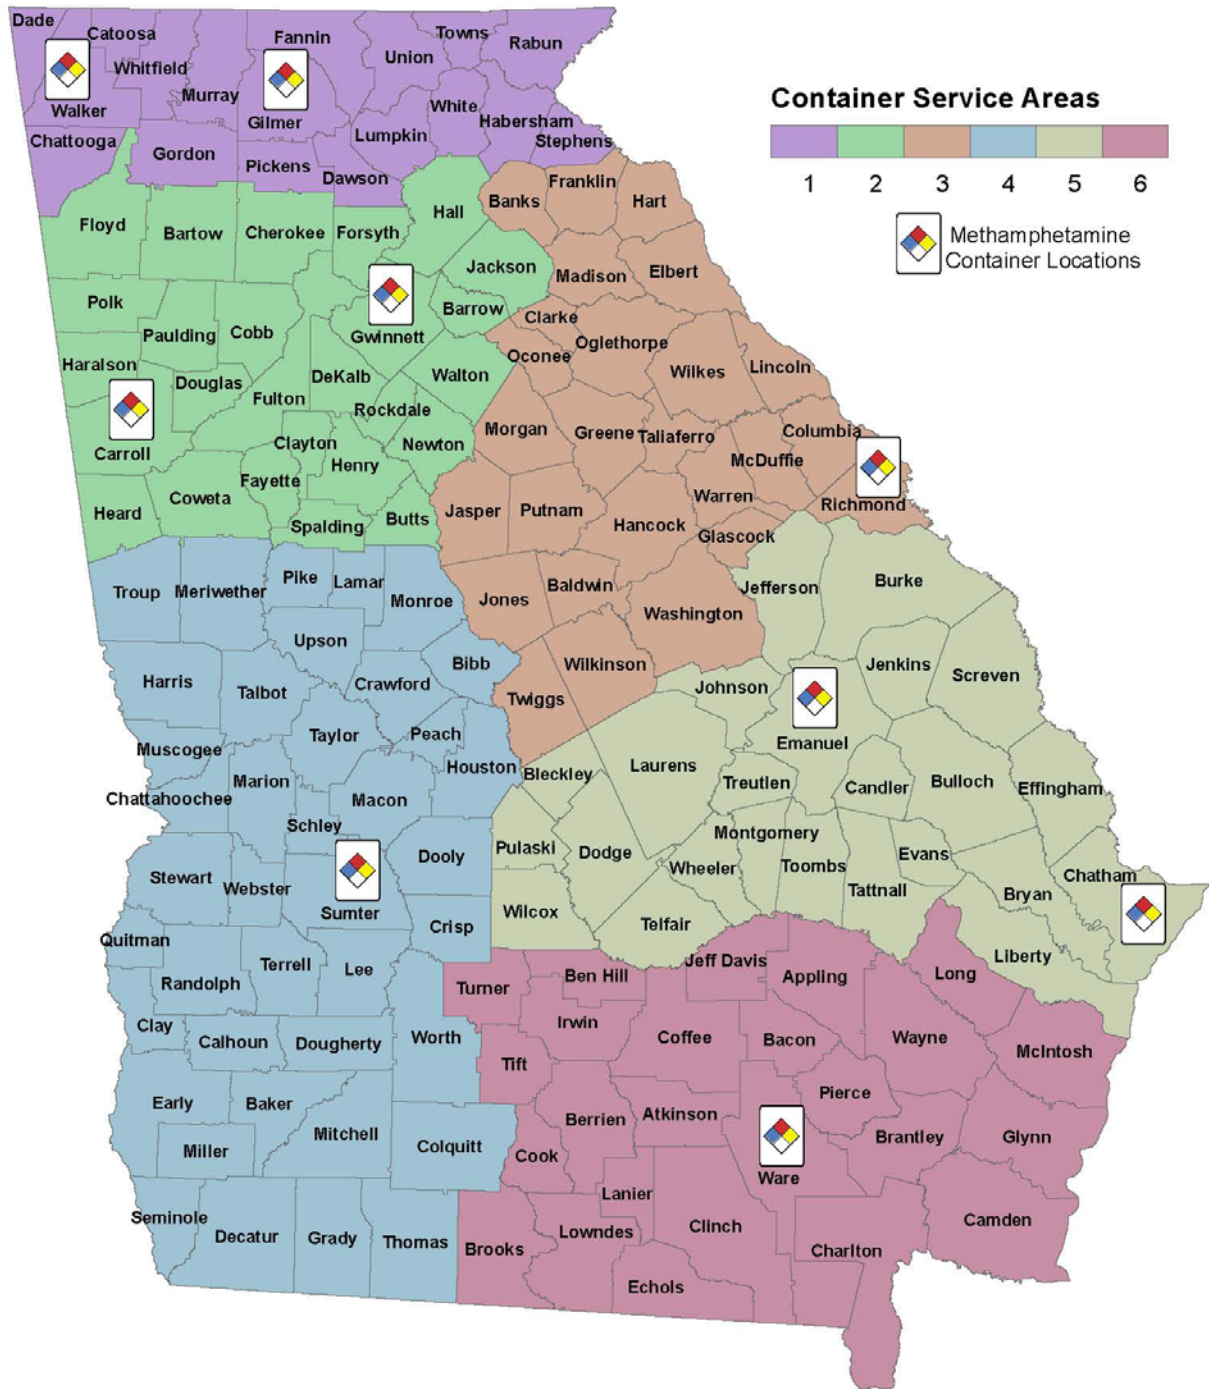 Dade
Catoosa
Fannin
Towns
Union
Rabun
Whitfield
Murray
Walker
Gilmer
White
Habersham
Lumpkin
Stephens
Chattooga
Gordon
Pickens
Dawson
Container Service Areas
1 2 3 4 5 6
Methamphetamine
Container Locations
Franklin
Banks
Hart
Hall
Floyd
Bartow
Cherokee
Forsyth
Jackson
Madison
Elbert
Polk
Barrow
Clarke
Paulding
Cobb
Gwinnett
Oglethorpe
Oconee
Haralson
Douglas
DeKalb
Walton
Wilkes
Lincoln
Fulton
Rockdale
Carroll
Clayton
Newton
Morgan
Greene
Taliaferro
Columbia
Henry
McDuffie
Fayette
Coweta
Heard
Spalding
Butts
Jasper
Putnam
Warren
Richmond
Hancock
Glascock
Troup
Meriwether
Pike
Lamar
Monroe
Jones
Baldwin
Washington
Jefferson
Burke
Upson
Bibb
Wilkinson
Jenkins
Screven
Harris
Talbot
Crawford
Twiggs
Johnson
Taylor
Peach
Emanuel
Muscogee
Marion
Houston
Bleckley
Laurens
Treutlen
Candler
Bulloch
Effingham
Chattahoochee
Macon
Schley
Dooly
Pulaski
Dodge
Montgomery
Wheeler
Toombs
Evans
Tattnall
Chatham
Bryan
Stewart
Webster
Sumter
Crisp
Wilcox
Telfair
Liberty
Quitman
Randolph
Terrell
Lee
Turner
Ben Hill
Jeff Davis
Appling
Long
Clay
Calhoun
Dougherty
Worth
Irwin
Coffee
Bacon
Wayne
McIntosh
Tift
Early
Baker
Mitchell
Berrien
Atkinson
Pierce
Brantley
Glynn
Miller
Colquitt
Cook
Ware
Lanier
Seminole
Decatur
Grady
Thomas
Brooks
Lowndes
Clinch
Charlton
Camden
Echols